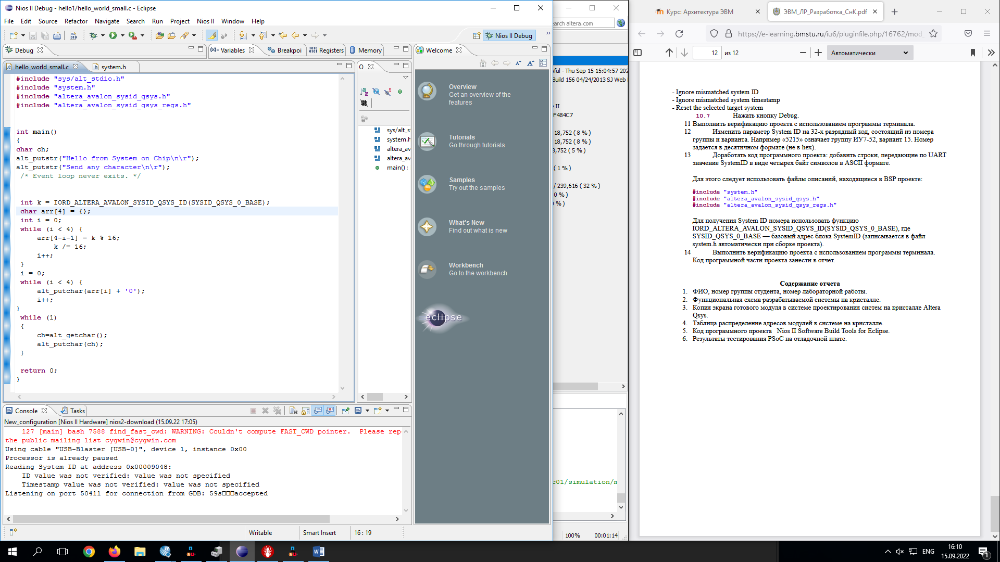 Nios II Debug - hello1/hello_world_small.c - Eclipse
File Edit Source Refactor Navigate Search Run Project Nios II Window Help
Nios II Debug
Debug
Variables
Breakpoi
Registers
Memory
hello_world_small.c
system.h
#include "sys/alt_stdio.h"
#include "system.h"
#include "altera_avalon_sysid_qsys.h"
#include "altera_avalon_sysid_qsys_regs.h"
int main()
{
char ch;
alt_putstr("Hello from System on Chip\n\r");
alt_putstr("Send any character\n\r");
/* Event loop never exits. */
int k = IORD_ALTERA_AVALON_SYSID_QSYS_ID(SYSID_QSYS_0_BASE);
char arr[4] = {};
int i = 0;
while (i < 4) {
arr[4-i-1] = k % 16;
k /= 16;
i++;
}
i = 0;
while (i < 4) {
alt_putchar(arr[i] + '0');
i++;
}
while (1)
{
ch=alt_getchar();
alt_putchar(ch);
}
return 0;
}
O
sys/alt_s
system.h
altera_av
altera_av
main() :
Console
Tasks
New_configuration [Nios II Hardware] nios2-download (15.09.22 17:05)
127 [main] bash 7588 find_fast_cwd: WARNING: Couldn't compute FAST_CWD pointer.  Please rep
the public mailing list cygwin@cygwin.com
Using cable "USB-Blaster [USB-0]", device 1, instance 0x00
Processor is already paused
Reading System ID at address 0x00009048:
ID value was not verified: value was not specified
Timestamp value was not verified: value was not specified
Listening on port 50411 for connection from GDB: 59s□□□accepted
Writable
Smart Insert
16 : 19
Welcome
Overview
Get an overview of the
features
Tutorials
Go through tutorials
Samples
Try out the samples
What's New
Find out what is new
Workbench
Go to the workbench
eclipse
earch altera.com
sful - Thu Sep 15 15:04:57 202
Build 156 04/24/2013 SJ Web
e II
F484C7
18,752 ( 8 % )
18,752 ( 8 % )
8,752 ( 5 % )
( 1 % )
/ 239,616 ( 32 % )
0 % )
% )
c01/simulation/m
100%
00:01:14
Курс: Архитектура ЭВМ
ЭВМ_ЛР_Разработка_СнК.pdf
https://e-learning.bmstu.ru/iu6/pluginfile.php/16762/mod_
12 из 12
Автоматически
- Ignore mismatched system ID
- Ignore mismatched system timestamp
- Reset the selected target system
10.7 Нажать кнопку Debug.
11 Выполнить верификацию проекта с использованием программы терминала.
12 Изменить параметр System ID на 32-х разрядный код, состоящий из номера
группы и варианта. Например «5215» означает группу ИУ7-52, вариант 15. Номер
задается в десятичном формате (не в hex).
13 Доработать код программного проекта: добавить строки, передающие по UART
значение SystemID в виде четырех байт символов в ASCII формате.
Для этого следует использовать файлы описаний, находящиеся в BSP проекте:
#include "system.h"
#include "altera_avalon_sysid_qsys.h"
#include "altera_avalon_sysid_qsys_regs.h"
Для получения System ID номера использовать функцию
IORD_ALTERA_AVALON_SYSID_QSYS_ID(SYSID_QSYS_0_BASE), где
SYSID_QSYS_0_BASE — базовый адрес блока SystemID (записывается в файл
system.h автоматически при сборке проекта).
14 Выполнить верификацию проекта с использованием программы терминала.
Код программной части проекта занести в отчет.
Содержание отчета
1. ФИО, номер группы студента, номер лабораторной работы.
2. Функциональная схема разрабатываемой системы на кристалле.
3. Копия экрана готового модуля в системе проектирования систем на кристалле Altera
Qsys.
4. Таблица распределение адресов модулей в системе на кристалле.
5. Код программного проекта Nios II Software Build Tools for Eclipse.
6. Результаты тестирования PSoC на отладочной плате.
ENG
16:10
15.09.2022
1